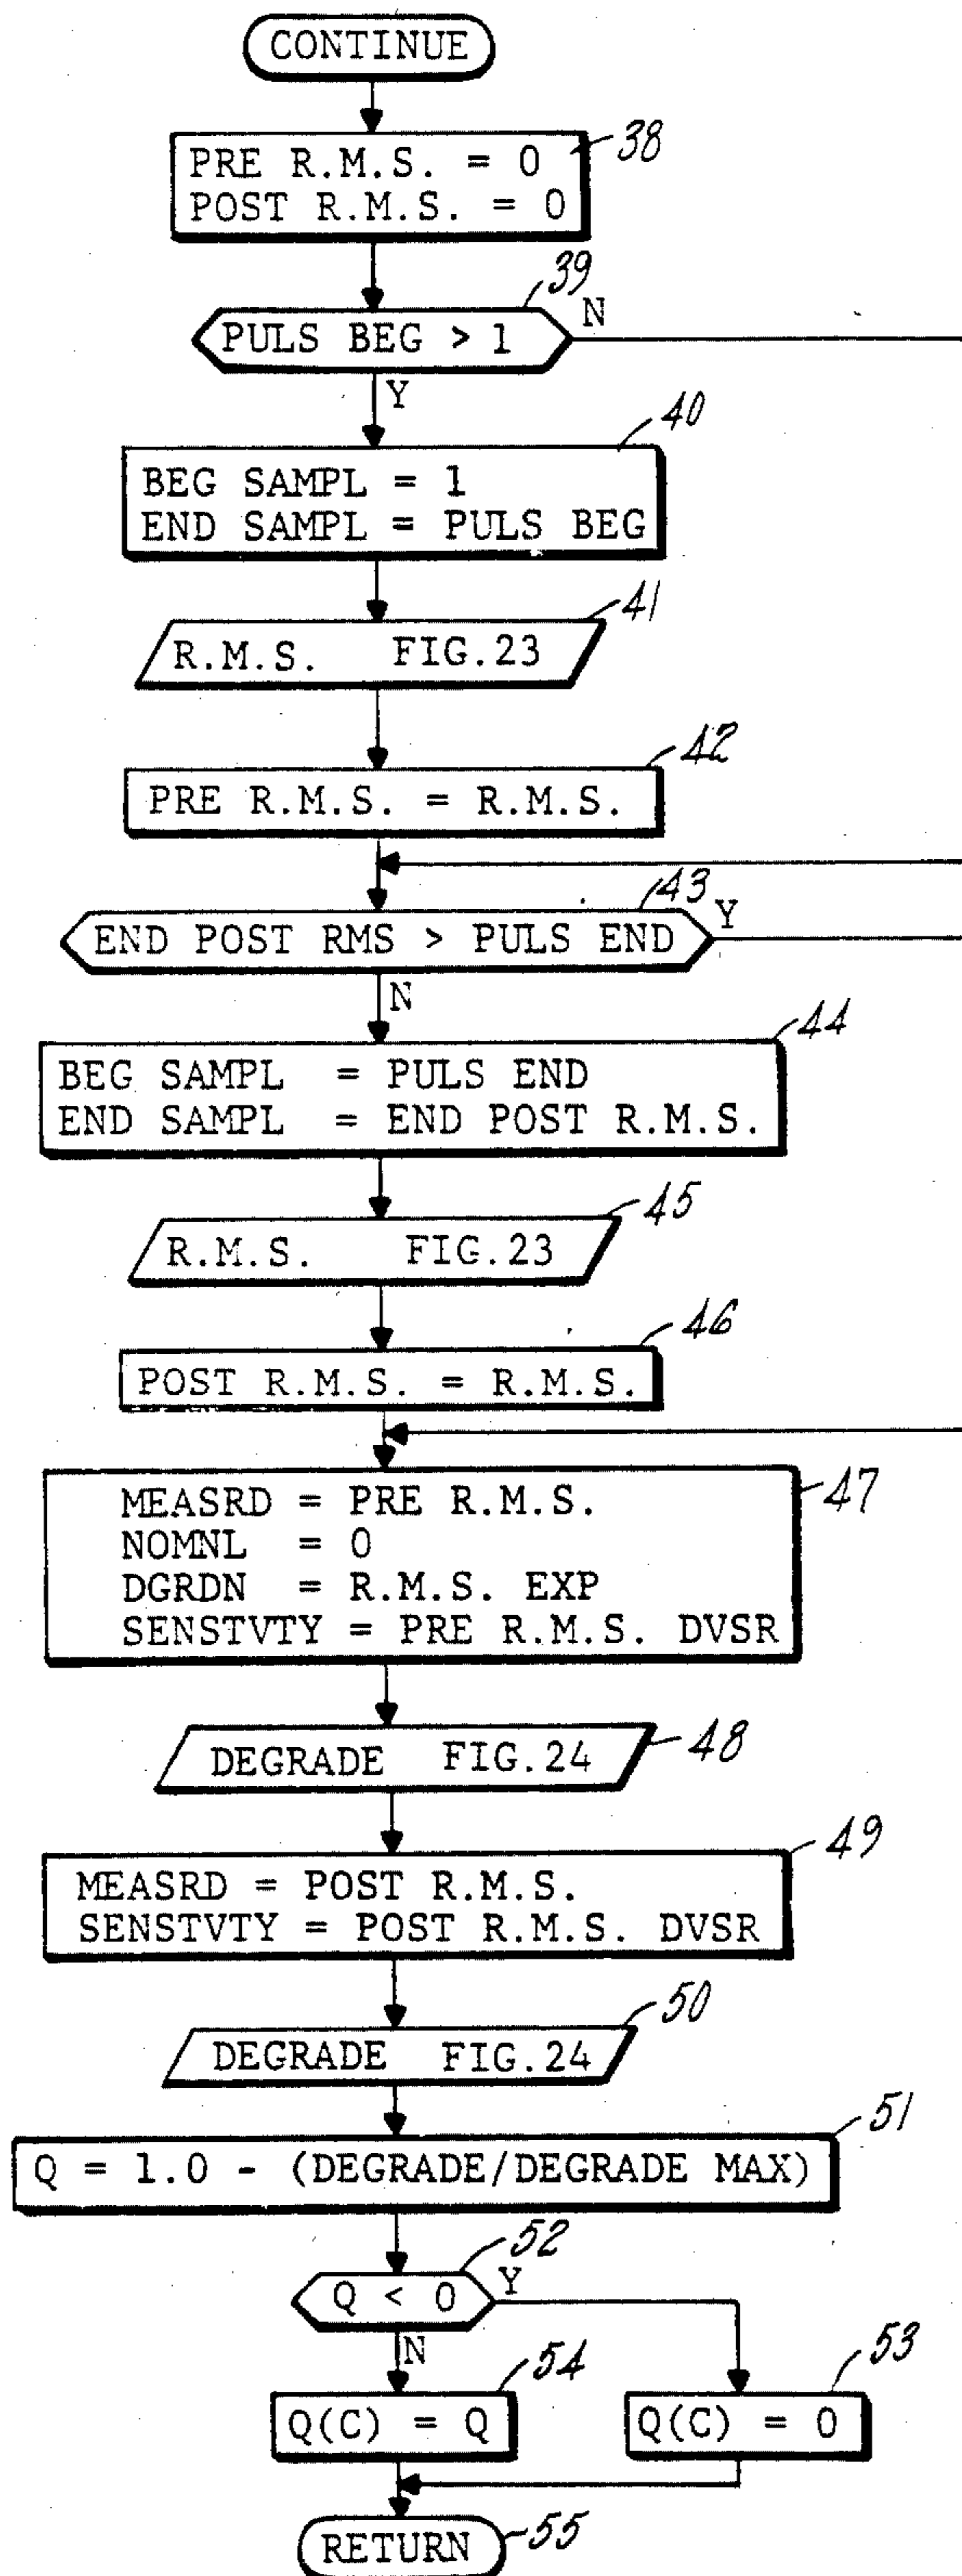 CONTINUE
38
PRE R.M.S. = 0
POST R.M.S. = 0
39
PULS BEG > 1
N
Y
40
BEG SAMPL = 1
END SAMPL = PULS BEG
41
R.M.S. FIG.23
42
PRE R.M.S. = R.M.S.
43
END POST RMS > PULS END
Y
N
44
BEG SAMPL = PULS END
END SAMPL = END POST R.M.S.
45
R.M.S. FIG.23
46
POST R.M.S. = R.M.S.
47
MEASRD = PRE R.M.S.
NOMNL = 0
DGRDN = R.M.S. EXP
SENSTVTY = PRE R.M.S. DVSR
DEGRADE FIG.24
48
49
MEASRD = POST R.M.S.
SENSTVTY = POST R.M.S. DVSR
50
DEGRADE FIG.24
51
Q = 1.0 - (DEGRADE/DEGRADE MAX)
52
Q < 0
Y
N
54
53
Q(C) = Q
Q(C) = 0
RETURN
55